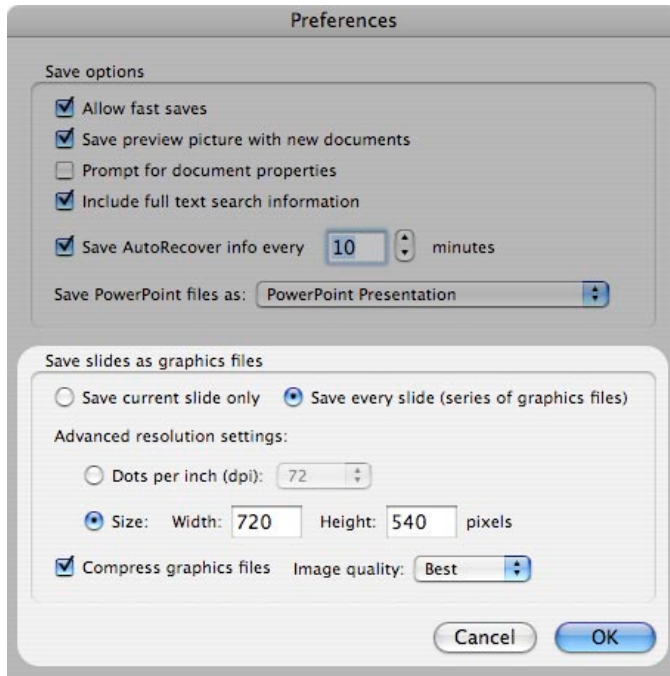 Preferences
Save options
Allow fast saves
Save preview picture with new documents
Prompt for document properties
Include full text search information
Save AutoRecover info every 10 minutes
Save PowerPoint files as: PowerPoint Presentation
Save slides as graphics files
Save current slide only Save every slide (series of graphics files)
Advanced resolution settings:
Dots per inch (dpi): 72
Size: Width: 720 Height: 540 pixels
Compress graphics files Image quality: Best
Cancel OK